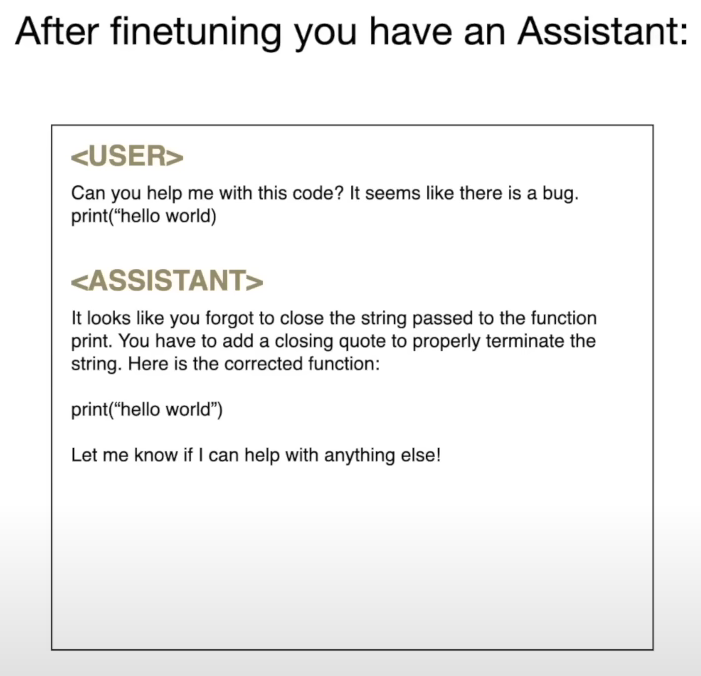 After finetuning you have an Assistant:
<USER>
Can you help me with this code? It seems like there is a bug.
print(“hello world)
<ASSISTANT>
It looks like you forgot to close the string passed to the function
print. You have to add a closing quote to properly terminate the
string. Here is the corrected function:
print(“hello world”)
Let me know if I can help with anything else!